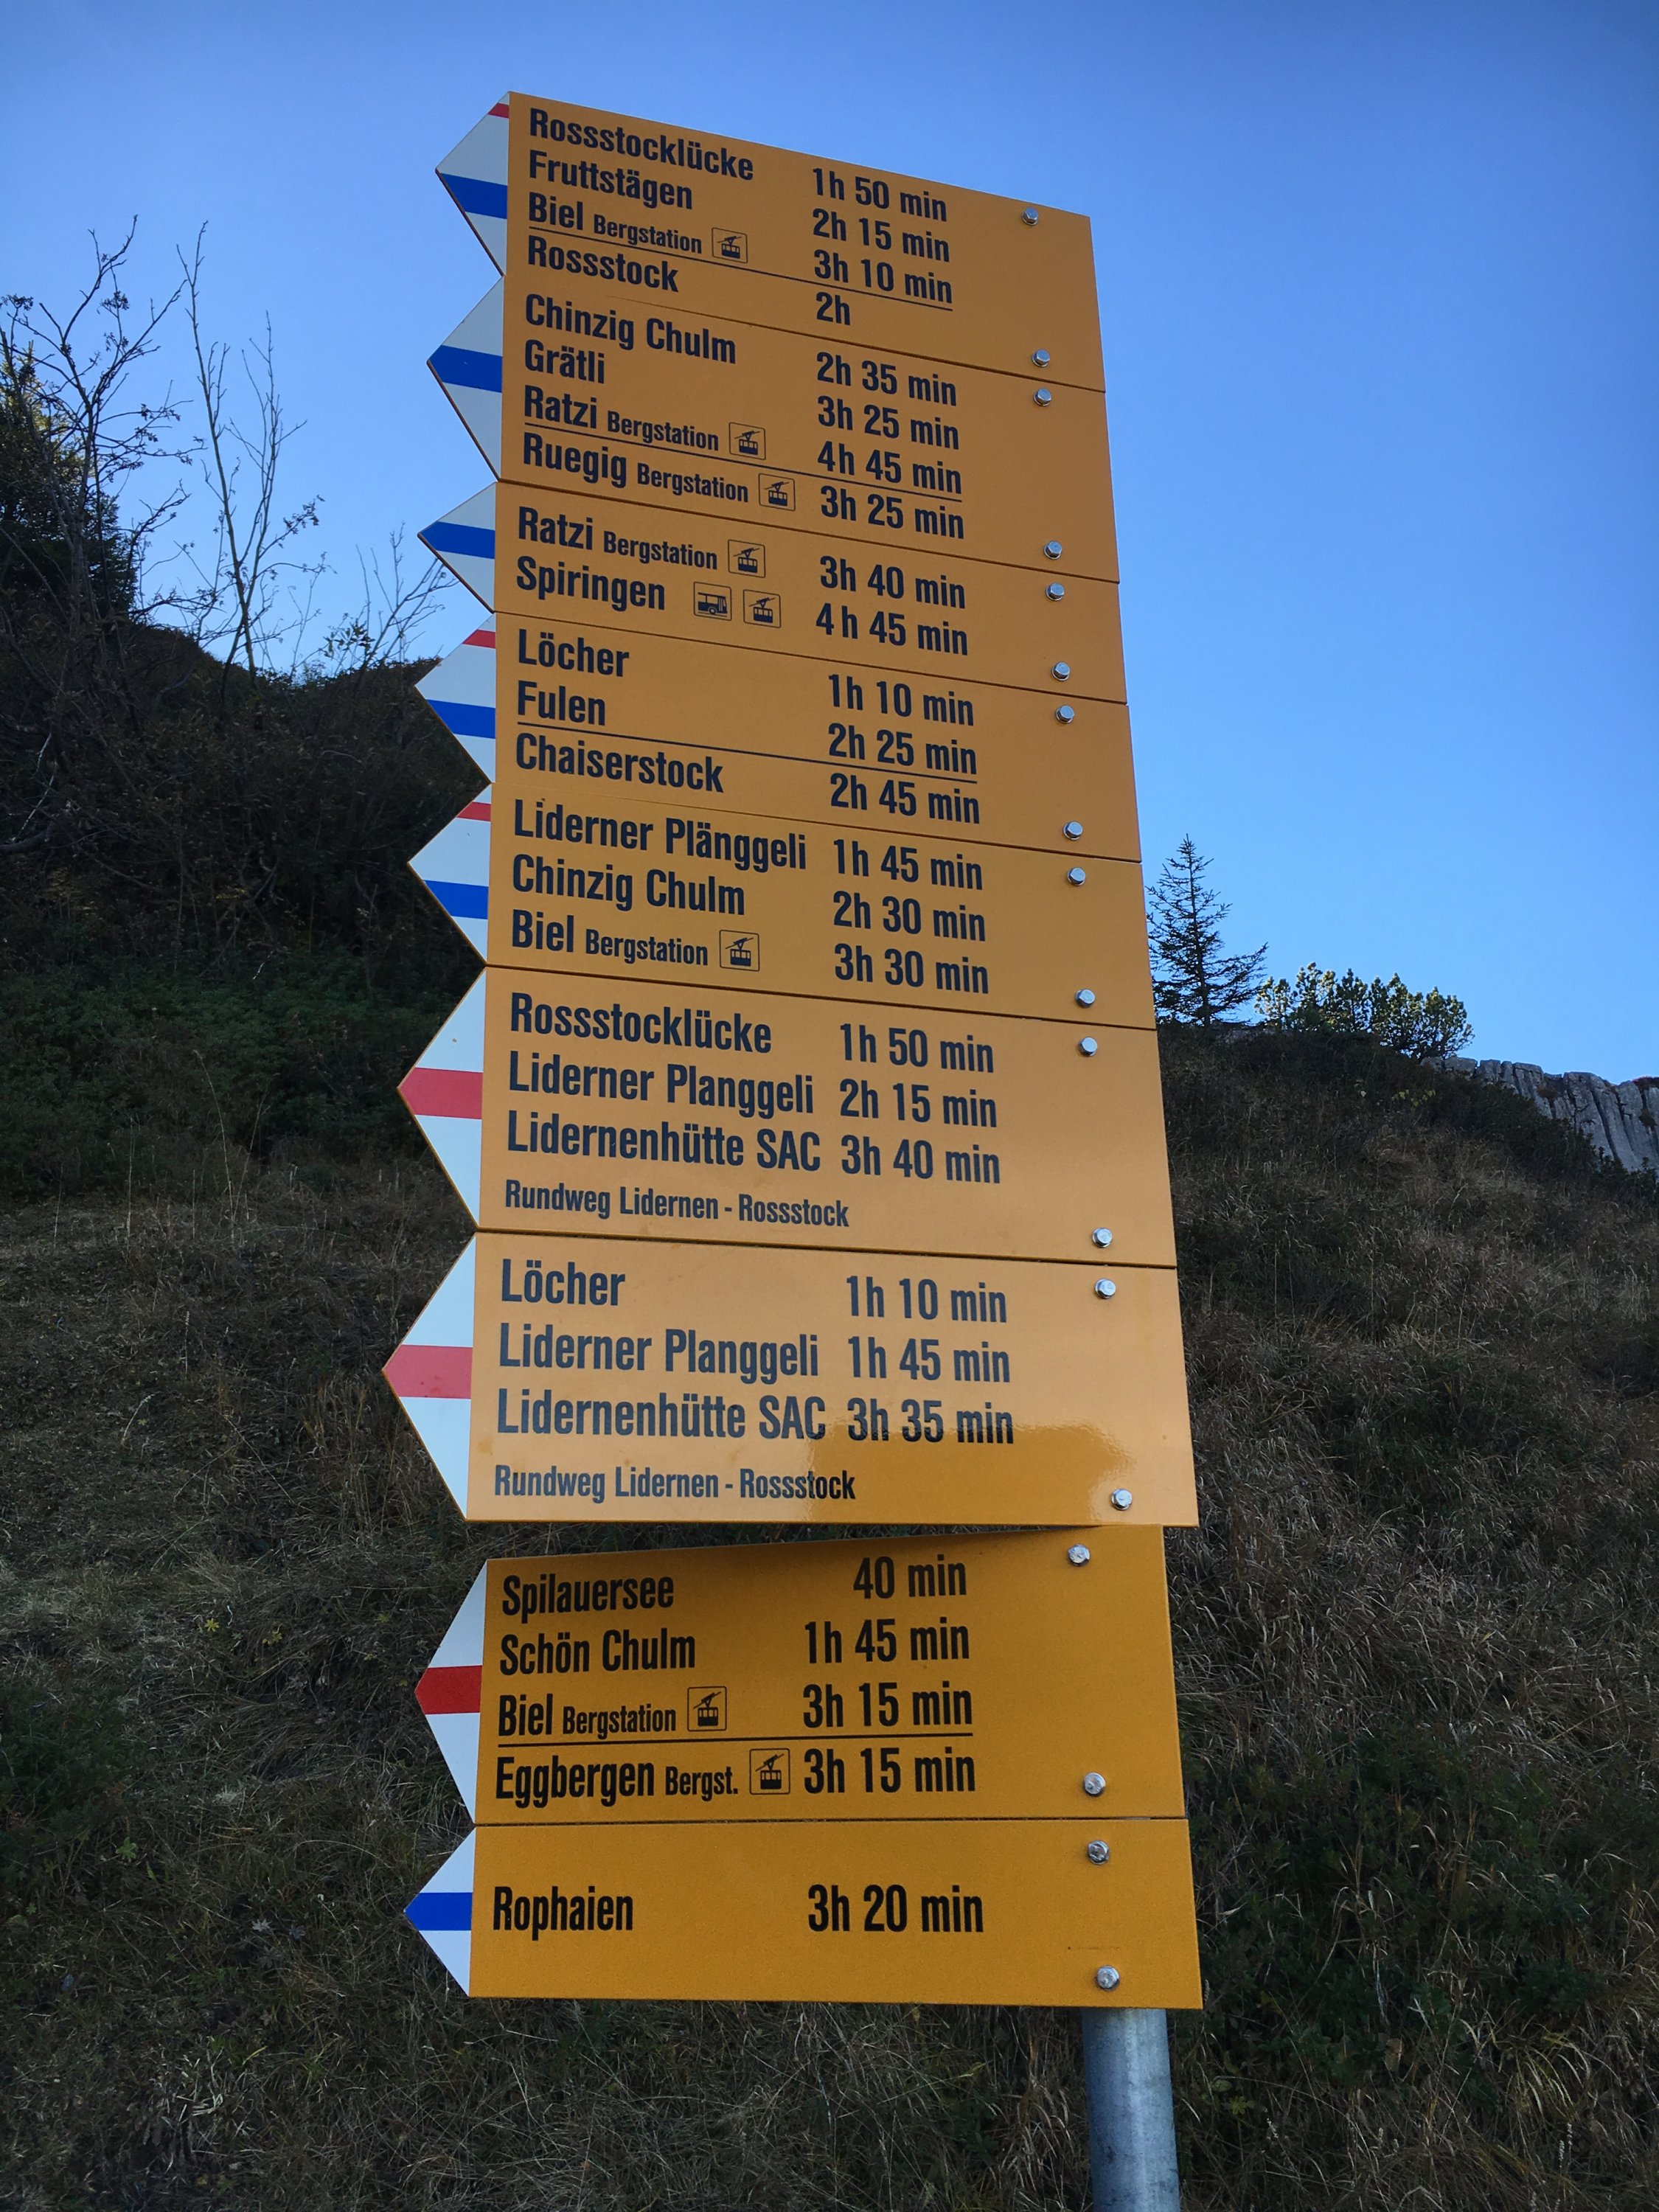 Rossstocklücke 1h 50 min
Fruttstägen 2h 15 min
Biel Bergstation 3h 10 min
Rossstock 2h
Chinzig Chulm 2h 35 min
Grätli 3h 25 min
Ratzi Bergstation 4h 45 min
Ruegig Bergstation 3h 25 min
Ratzi Bergstation 3h 40 min
Spiringen 4h 45 min
Löcher 1h 10 min
Fulen 2h 25 min
Chaiserstock 2h 45 min
Liderner Plänggeli 1h 45 min
Chinzig Chulm 2h 30 min
Biel Bergstation 3h 30 min
Rossstocklücke 1h 50 min
Liderner Planggeli 2h 15 min
Lidernenhütte SAC 3h 40 min
Rundweg Lidernen - Rossstock
Löcher 1h 10 min
Liderner Planggeli 1h 45 min
Lidernenhütte SAC 3h 35 min
Rundweg Lidernen - Rossstock
Spilauersee 40 min
Schön Chulm 1h 45 min
Biel Bergstation 3h 15 min
Eggbergen Bergst. 3h 15 min
Rophaien 3h 20 min